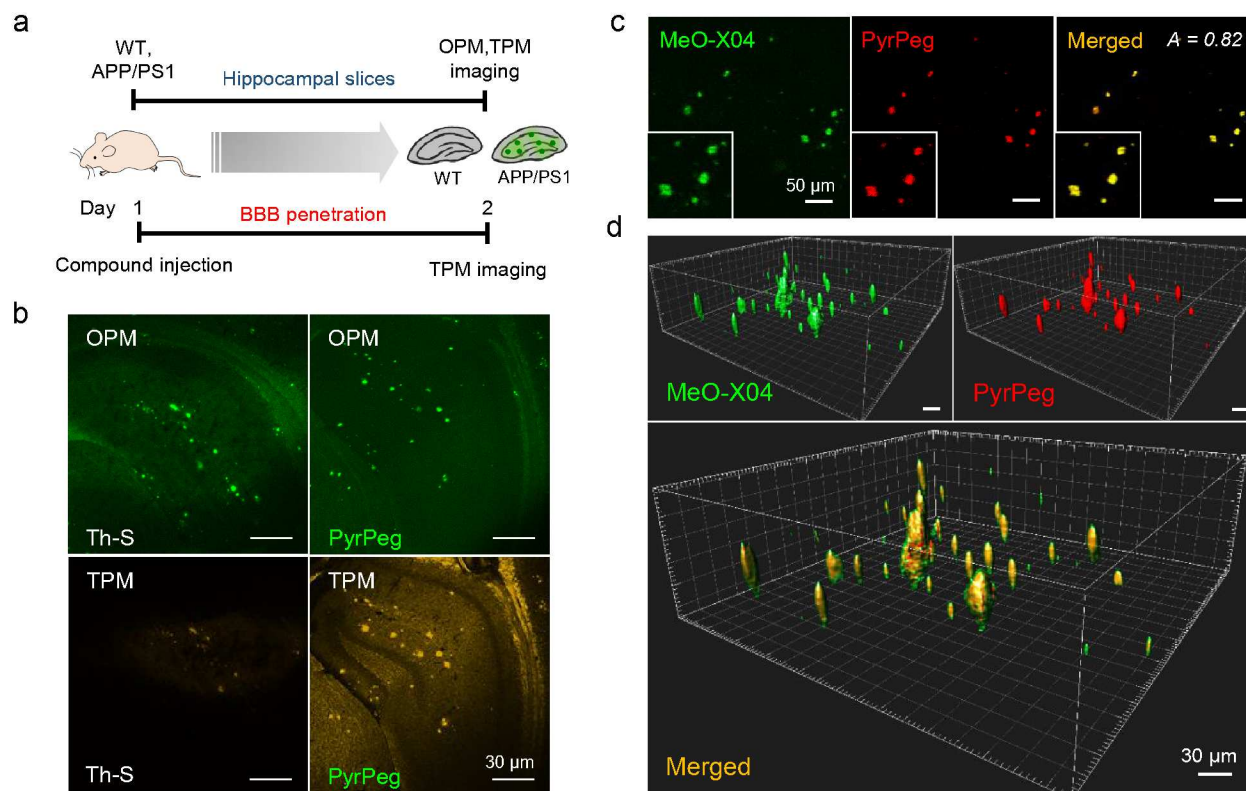 a
WT,
APP/PS1
OPM,TPM
imaging
Hippocampal slices
WT
APP/PS1
Day 1 2
BBB penetration
Compound injection
TPM imaging
b
OPM
Th-S
OPM
PyrPeg
TPM
Th-S
TPM
PyrPeg
30 µm
c
MeO-X04
50 µm
PyrPeg
Merged
A = 0.82
d
MeO-X04
PyrPeg
Merged
30 µm